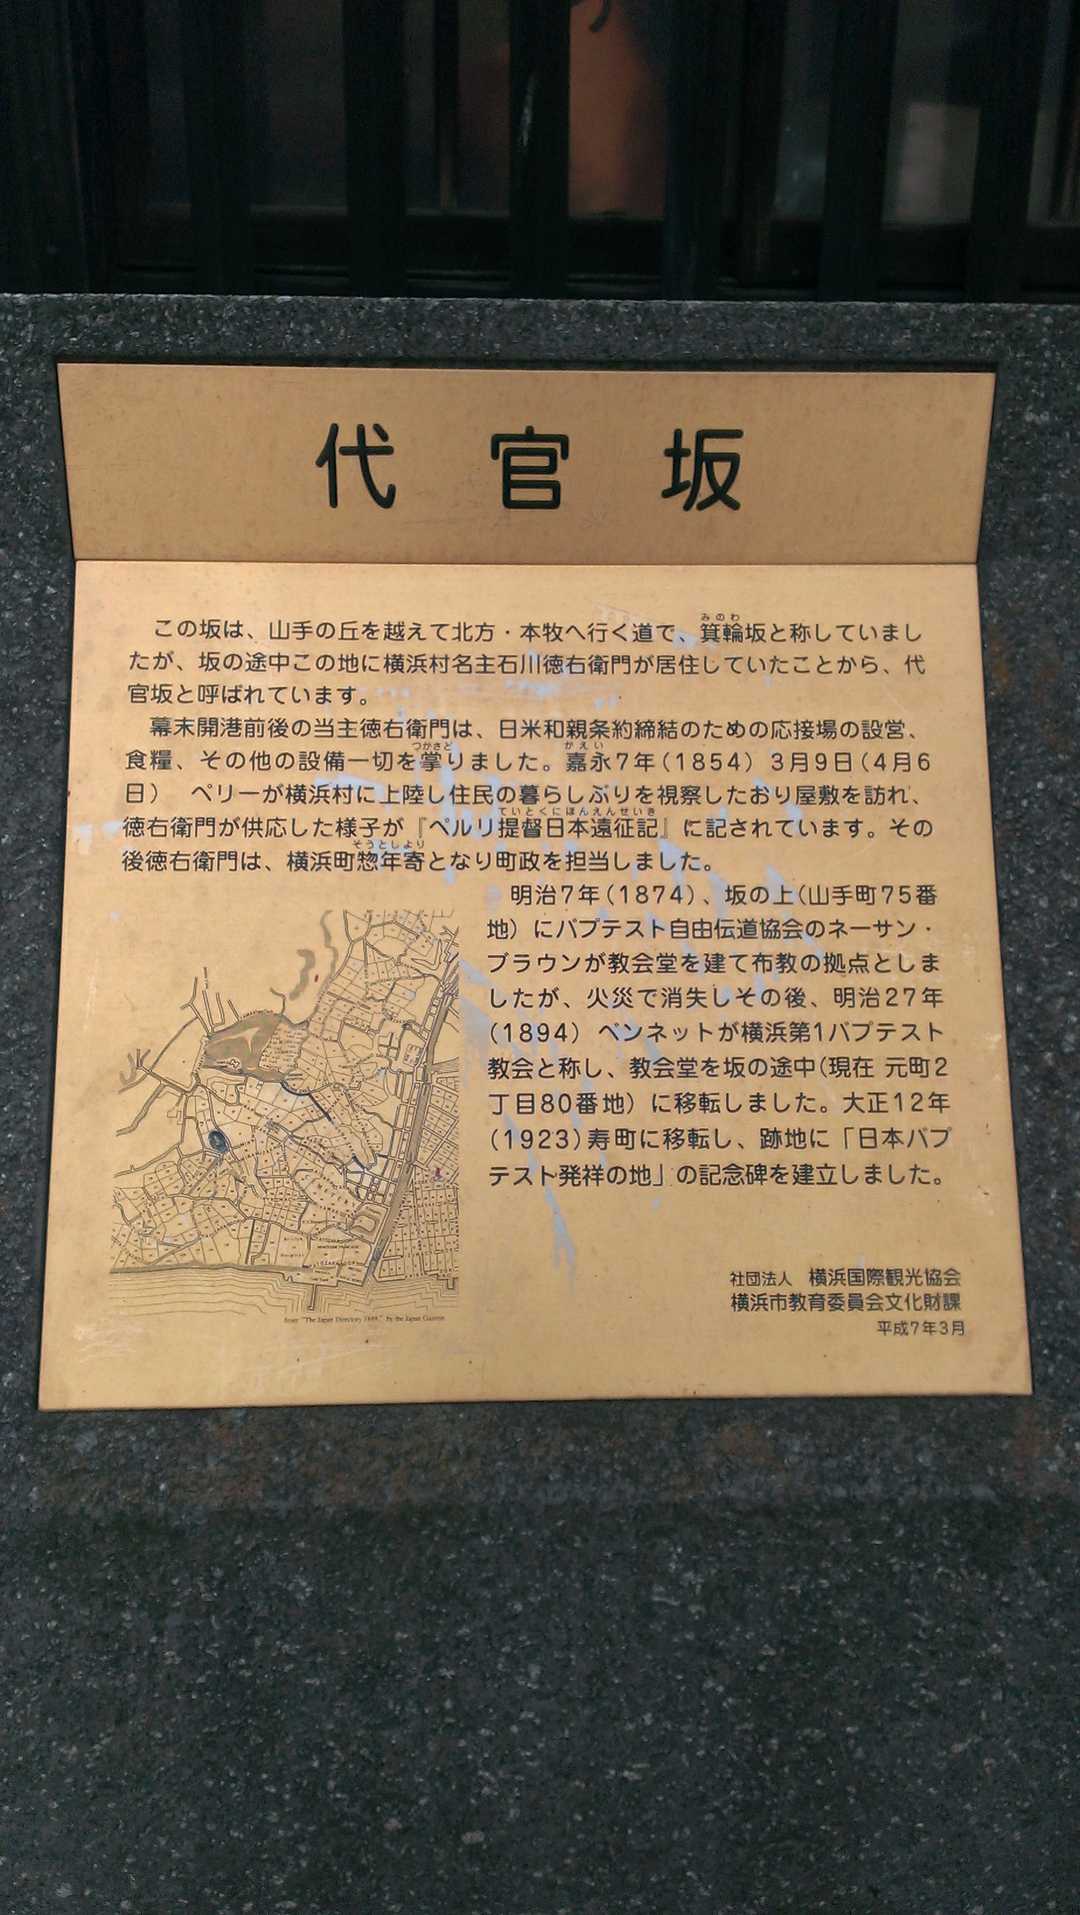 代官坂
この坂は、山手の丘を越えて北方・本牧へ行く道で、箕輪坂と称していまし
たが、坂の途中この地に横浜村名主石川徳右衛門が居住していたことから、代
官坂と呼ばれています。
幕末開港前後の当主徳右衛門は、日米和親条約締結のための応接場の設営、
食糧、その他の設備一切を掌りました。嘉永7年(1854) 3月9日(4月6
日) ペリーが横浜村に上陸し住民の暮らしぶりを視察したおり屋敷を訪れ、
徳右衛門が供応した様子が『ペルリ提督日本遠征記』に記されています。その
後徳右衛門は、横浜町惣年寄となり町政を担当しました。
明治7年(1874)、坂の上(山手町75番
地)にバプテスト自由伝道協会のネーサン・
ブラウンが教会堂を建て布教の拠点としま
したが、火災で消失しその後、明治27年
(1894) ベンネットが横浜第1バプテスト
教会と称し、教会堂を坂の途中(現在 元町2
丁目80番地)に移転しました。大正12年
(1923)寿町に移転し、跡地に「日本バプ
テスト発祥の地」の記念碑を建立しました。
from "The Japan Directory 1889," by the Japan Gazette
社団法人 横浜国際観光協会
横浜市教育委員会文化財課
平成7年3月